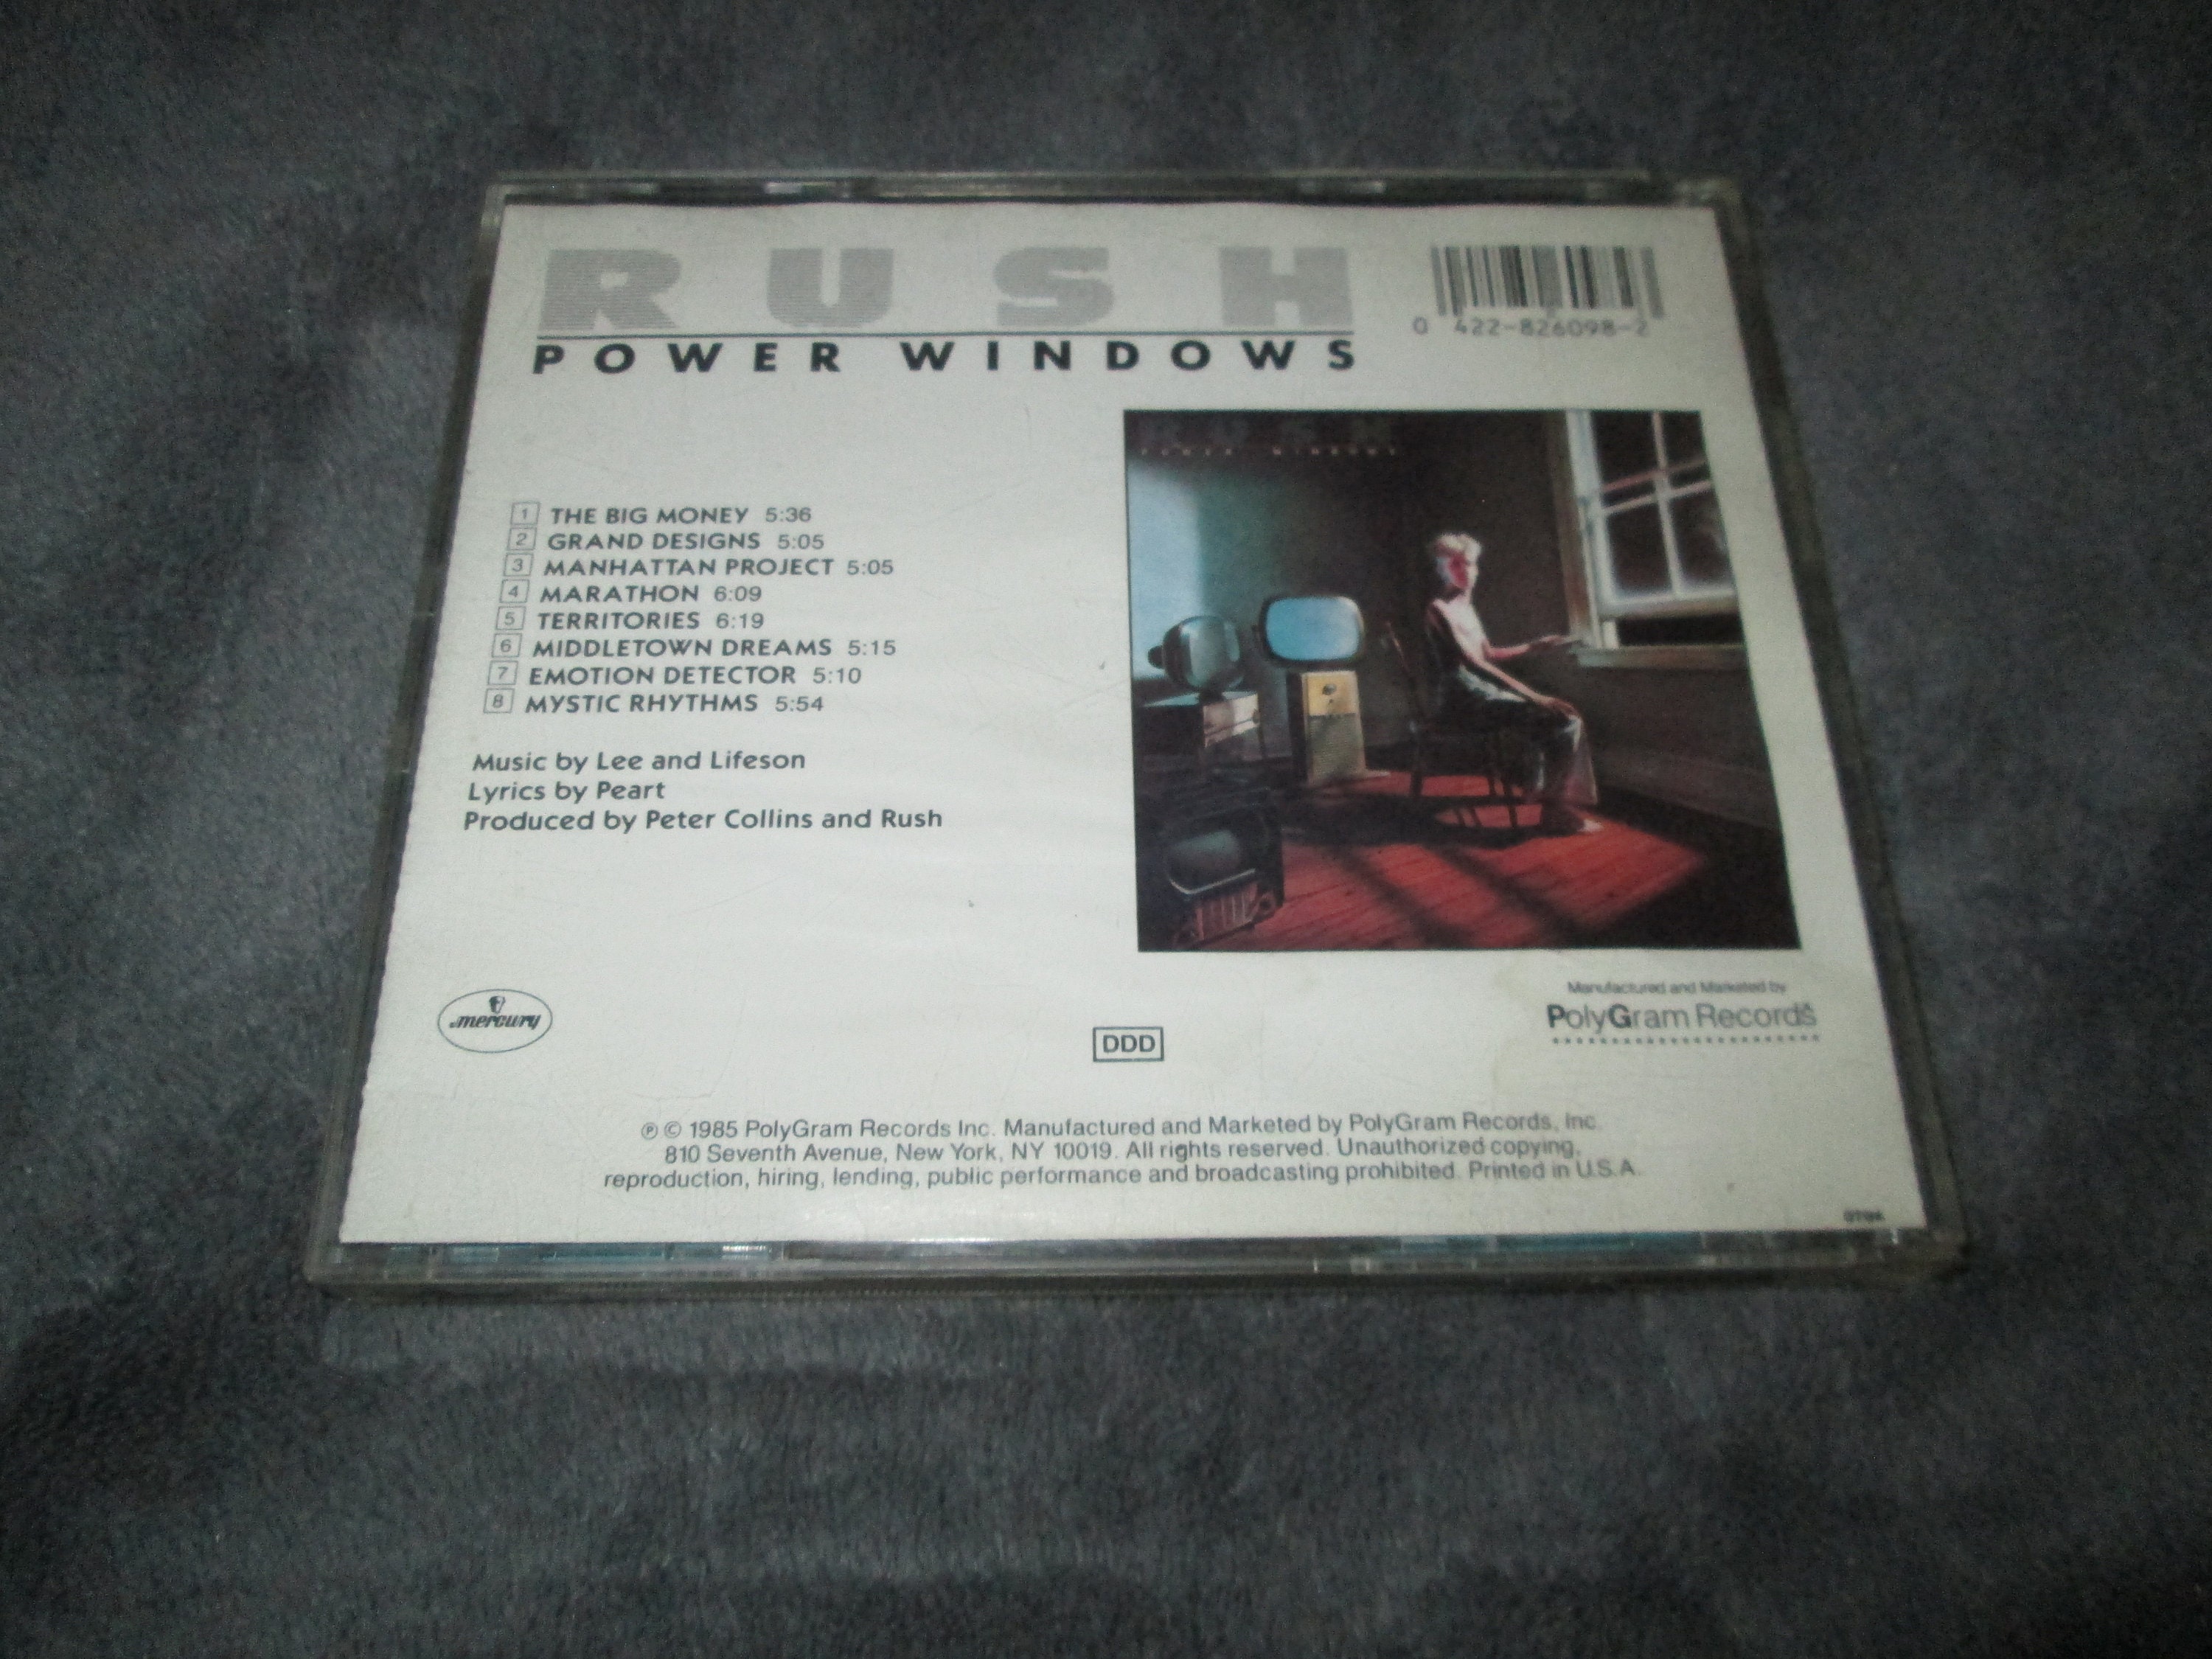 RUSH
POWER WINDOWS
0 422-826098-2
POWER WINDOWS
1 THE BIG MONEY 5:36
2 GRAND DESIGNS 5:05
3 MANHATTAN PROJECT 5:05
4 MARATHON 6:09
5 TERRITORIES 6:19
6 MIDDLETOWN DREAMS 5:15
7 EMOTION DETECTOR 5:10
8 MYSTIC RHYTHMS 5:54
Music by Lee and Lifeson
Lyrics by Peart
Produced by Peter Collins and Rush
mercury
DDD
Manufactured and Marketed by
PolyGram Records
℗ © 1985 PolyGram Records Inc. Manufactured and Marketed by PolyGram Records, Inc.
810 Seventh Avenue, New York, NY 10019. All rights reserved. Unauthorized copying,
reproduction, hiring, lending, public performance and broadcasting prohibited. Printed in U.S.A.